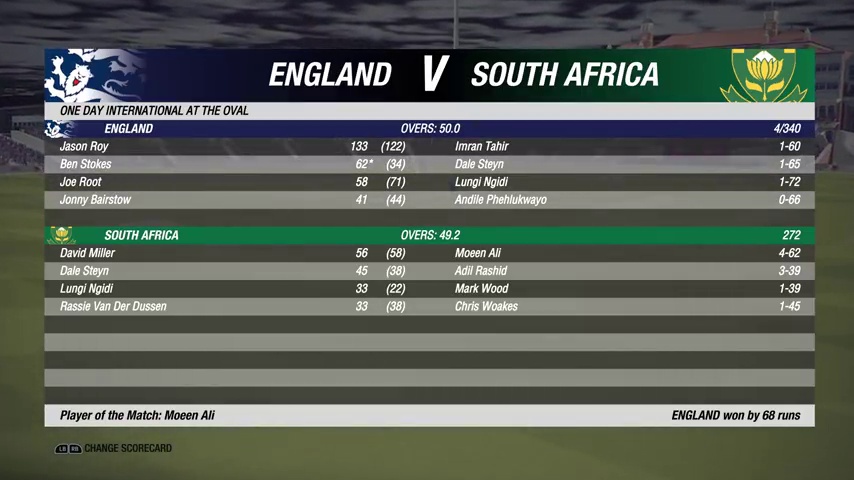 ENGLAND V SOUTH AFRICA
ONE DAY INTERNATIONAL AT THE OVAL
ENGLAND OVERS: 50.0 4/340
Jason Roy 133 (122) Imran Tahir 1-60
Ben Stokes 62* (34) Dale Steyn 1-65
Joe Root 58 (71) Lungi Ngidi 1-72
Jonny Bairstow 41 (44) Andile Phehlukwayo 0-66
SOUTH AFRICA OVERS: 49.2 272
David Miller 56 (58) Moeen Ali 4-62
Dale Steyn 45 (38) Adil Rashid 3-39
Lungi Ngidi 33 (22) Mark Wood 1-39
Rassie Van Der Dussen 33 (38) Chris Woakes 1-45
Player of the Match: Moeen Ali ENGLAND won by 68 runs
LB RB CHANGE SCORECARD